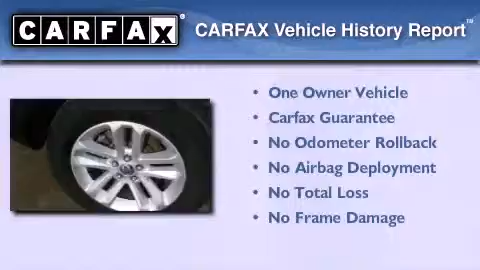 CARFAX® CARFAX Vehicle History Report™
• One Owner Vehicle
• Carfax Guarantee
• No Odometer Rollback
• No Airbag Deployment
• No Total Loss
• No Frame Damage